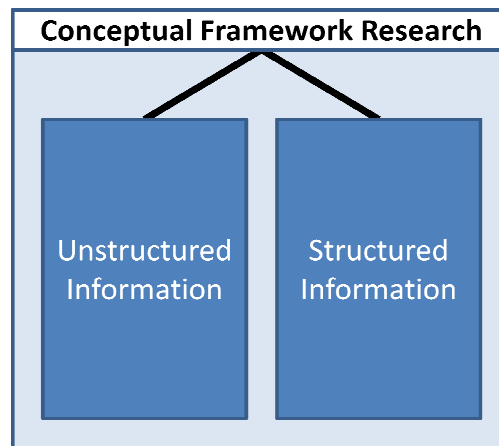 Conceptual Framework Research
Unstructured
Information
Structured
Information